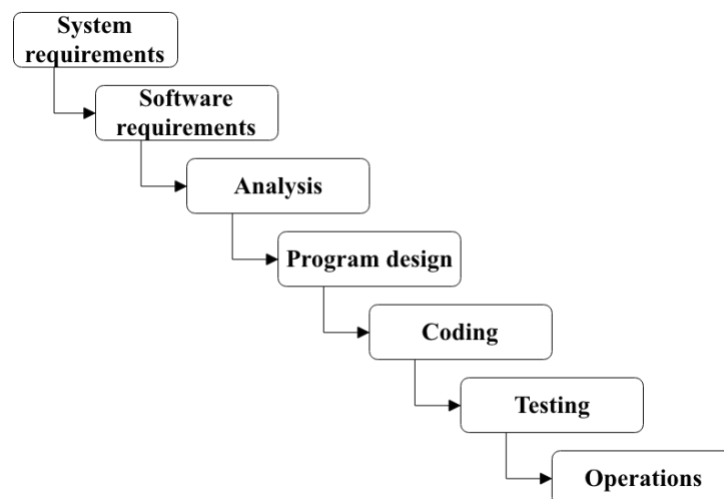 System
requirements
Software
requirements
Analysis
Program design
Coding
Testing
Operations